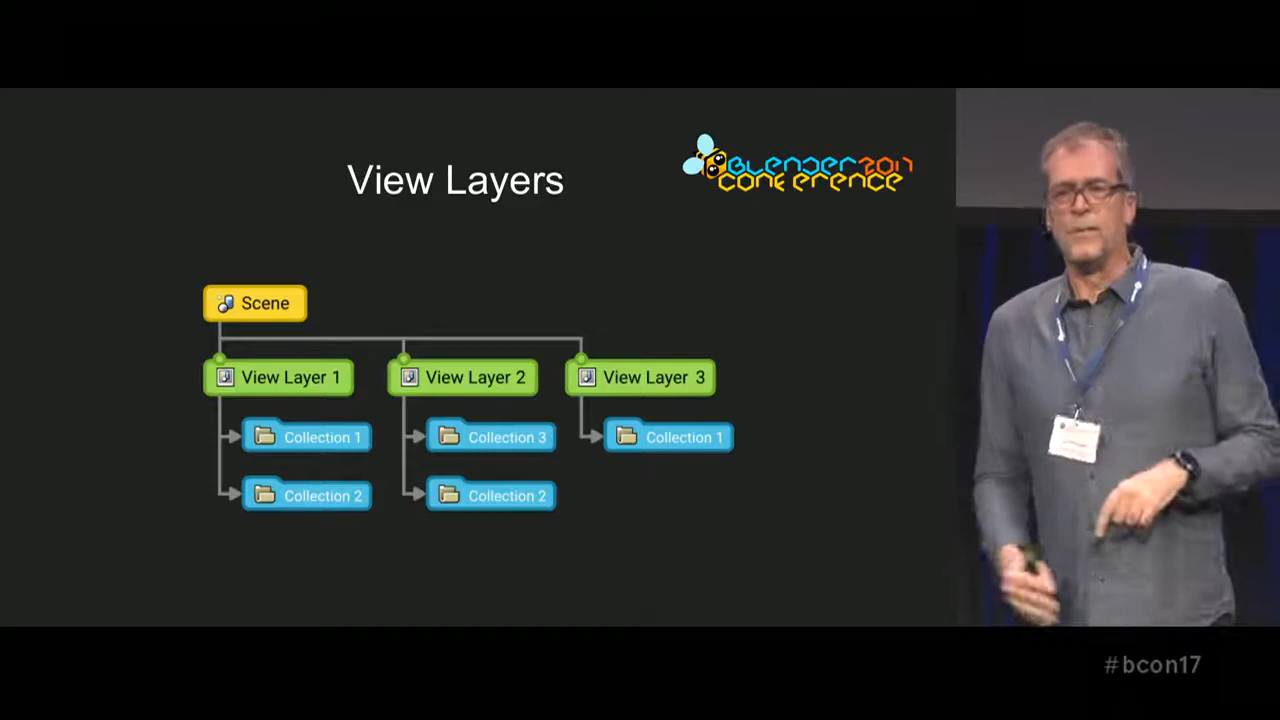 View Layers
BLENDER 2017
CONFERENCE
Scene
View Layer 1
View Layer 2
View Layer 3
Collection 1
Collection 3
Collection 1
Collection 2
Collection 2
#bcon17